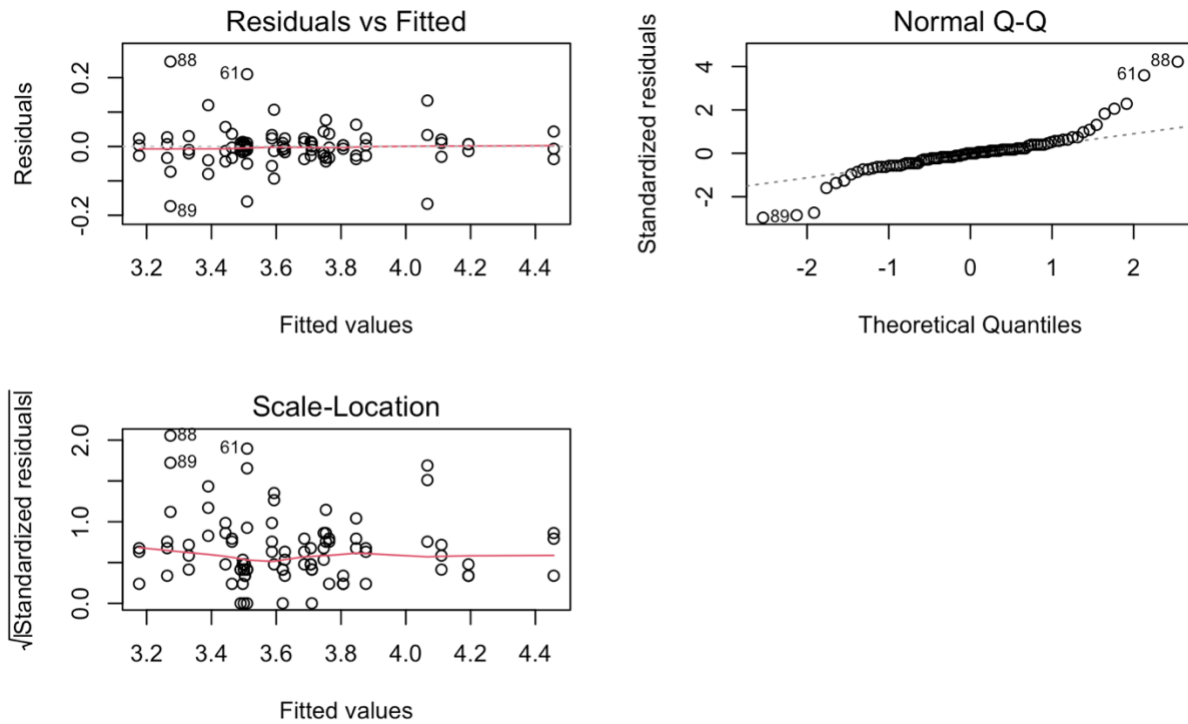 Residuals vs Fitted
Residuals
0.2
0.0
-0.2
88
61
89
3.2 3.4 3.6 3.8 4.0 4.2 4.4
Fitted values
Normal Q-Q
Standardized residuals
4
2
0
-2
88
61
89
-2 -1 0 1 2
Theoretical Quantiles
Scale-Location
√|Standardized residuals|
2.0
1.0
0.0
88
61
89
3.2 3.4 3.6 3.8 4.0 4.2 4.4
Fitted values